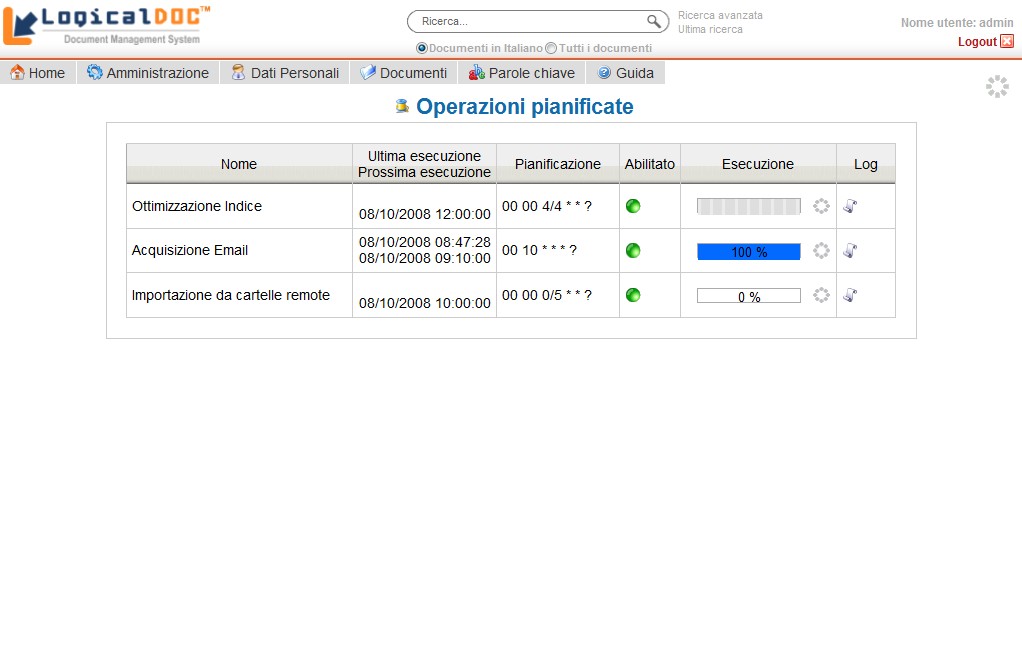 LogicalDOC™
Document Management System
Ricerca...
Ricerca avanzata
Ultima ricerca
Documenti in Italiano Tutti i documenti
Nome utente: admin
Logout
Home Amministrazione Dati Personali Documenti Parole chiave Guida
Operazioni pianificate
Nome
Ultima esecuzione
Prossima esecuzione
Pianificazione
Abilitato
Esecuzione
Log
Ottimizzazione Indice
08/10/2008 12:00:00
00 00 4/4 * * ?
Acquisizione Email
08/10/2008 08:47:28
08/10/2008 09:10:00
00 10 * * * ?
100 %
Importazione da cartelle remote
08/10/2008 10:00:00
00 00 0/5 * * ?
0 %